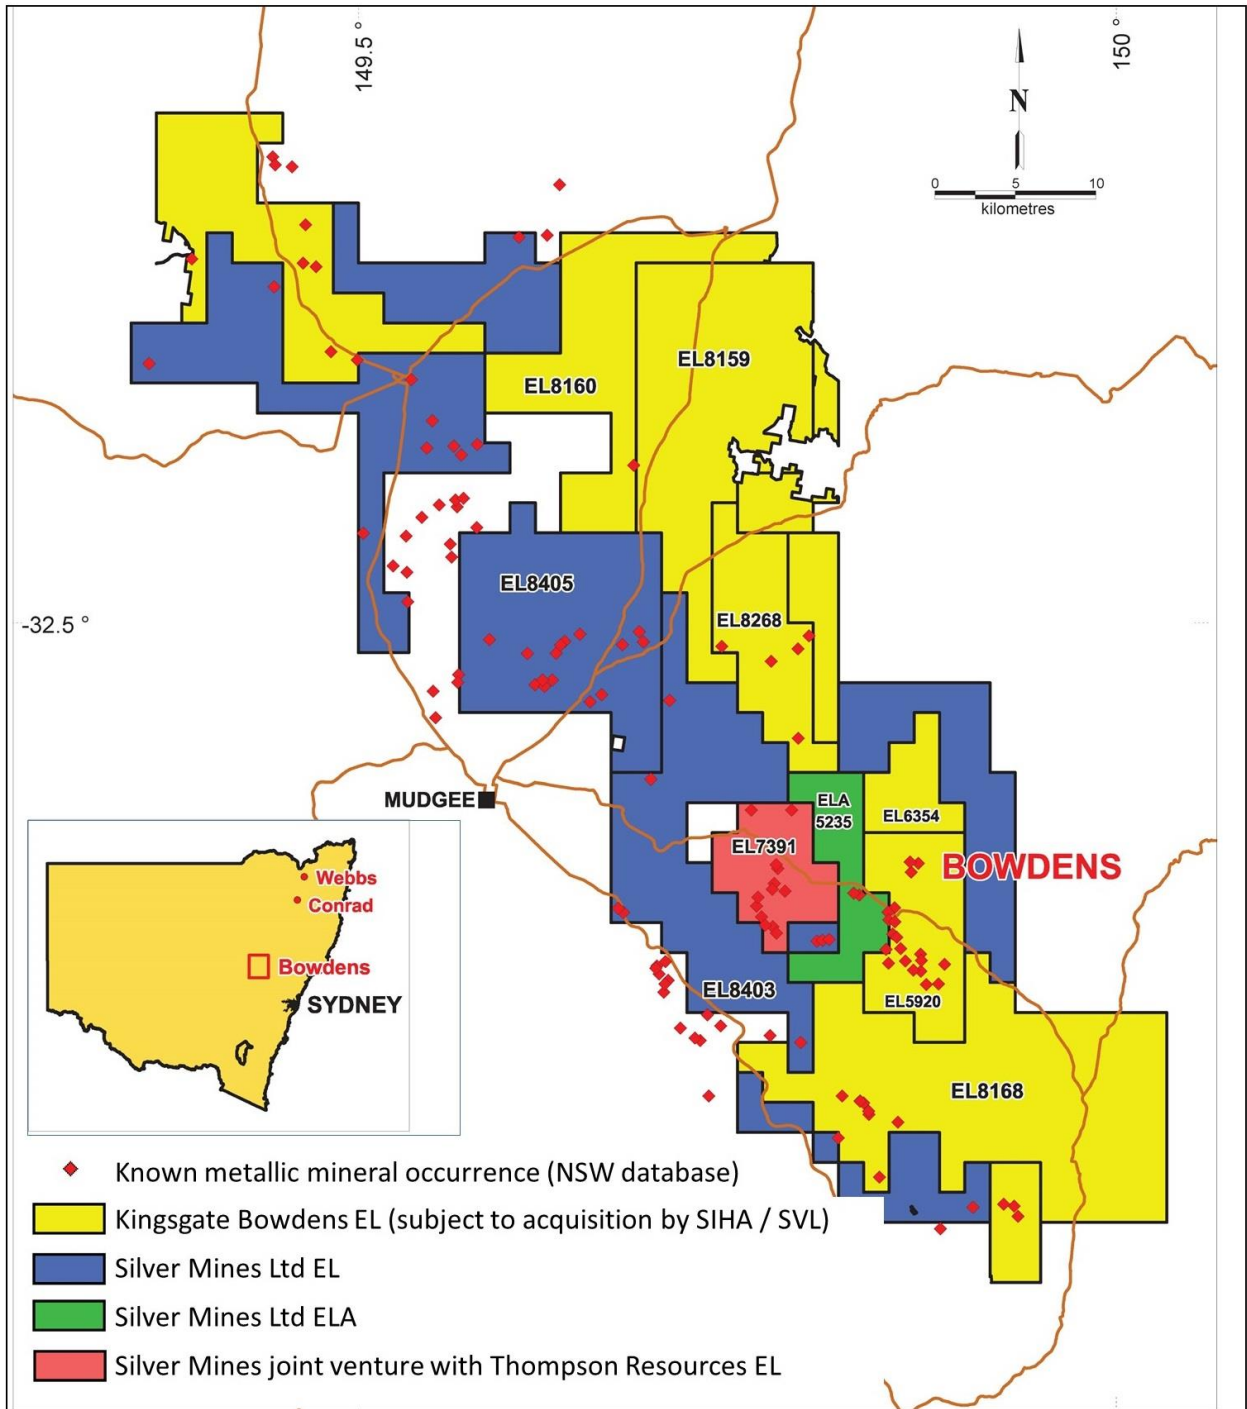 149.5 °
150 °
N
0 5 10
kilometres
EL8159
EL8160
EL8405
-32.5 °
EL8268
MUDGEE
ELA
5235
EL6354
EL7391
BOWDENS
Webbs
Conrad
Bowdens
SYDNEY
EL8403
EL5920
EL8168
Known metallic mineral occurrence (NSW database)
Kingsgate Bowdens EL (subject to acquisition by SIHA / SVL)
Silver Mines Ltd EL
Silver Mines Ltd ELA
Silver Mines joint venture with Thompson Resources EL